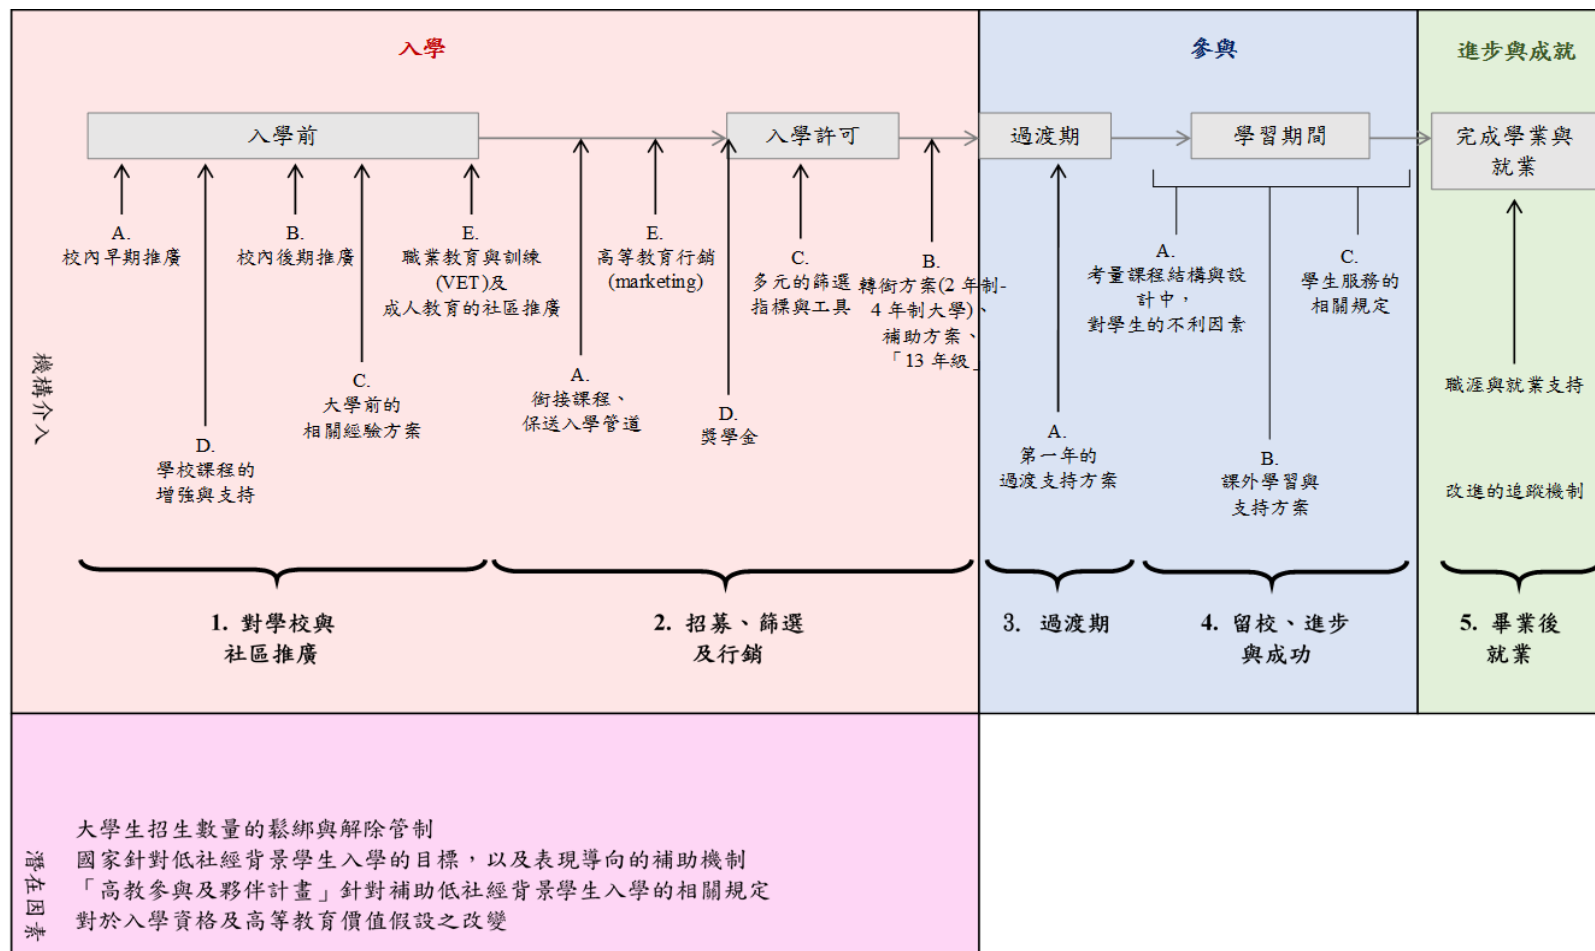 入學
參與
進步與成就
入學前
入學許可
過渡期
學習期間
完成學業與
就業
A.
校內早期推廣
B.
校內後期推廣
E.
職業教育與訓練
(VET)及
成人教育的社區推廣
E.
高等教育行銷
(marketing)
C.
多元的篩選
指標與工具
B.
轉銜方案(2 年制-
4 年制大學)、
補助方案、
「13 年級」
A.
考量課程結構與設
計中，
對學生的不利因素
C.
學生服務的
相關規定
機構介入
D.
學校課程的
增強與支持
C.
大學前的
相關經驗方案
A.
銜接課程、
保送入學管道
D.
獎學金
A.
第一年的
過渡支持方案
B.
課外學習與
支持方案
職涯與就業支持
改進的追蹤機制
1. 對學校與
社區推廣
2. 招募、篩選
及行銷
3. 過渡期
4. 留校、進步
與成功
5. 畢業後
就業
潛在因素
大學生招生數量的鬆綁與解除管制
國家針對低社經背景學生入學的目標，以及表現導向的補助機制
「高教參與及夥伴計畫」針對補助低社經背景學生入學的相關規定
對於入學資格及高等教育價值假設之改變